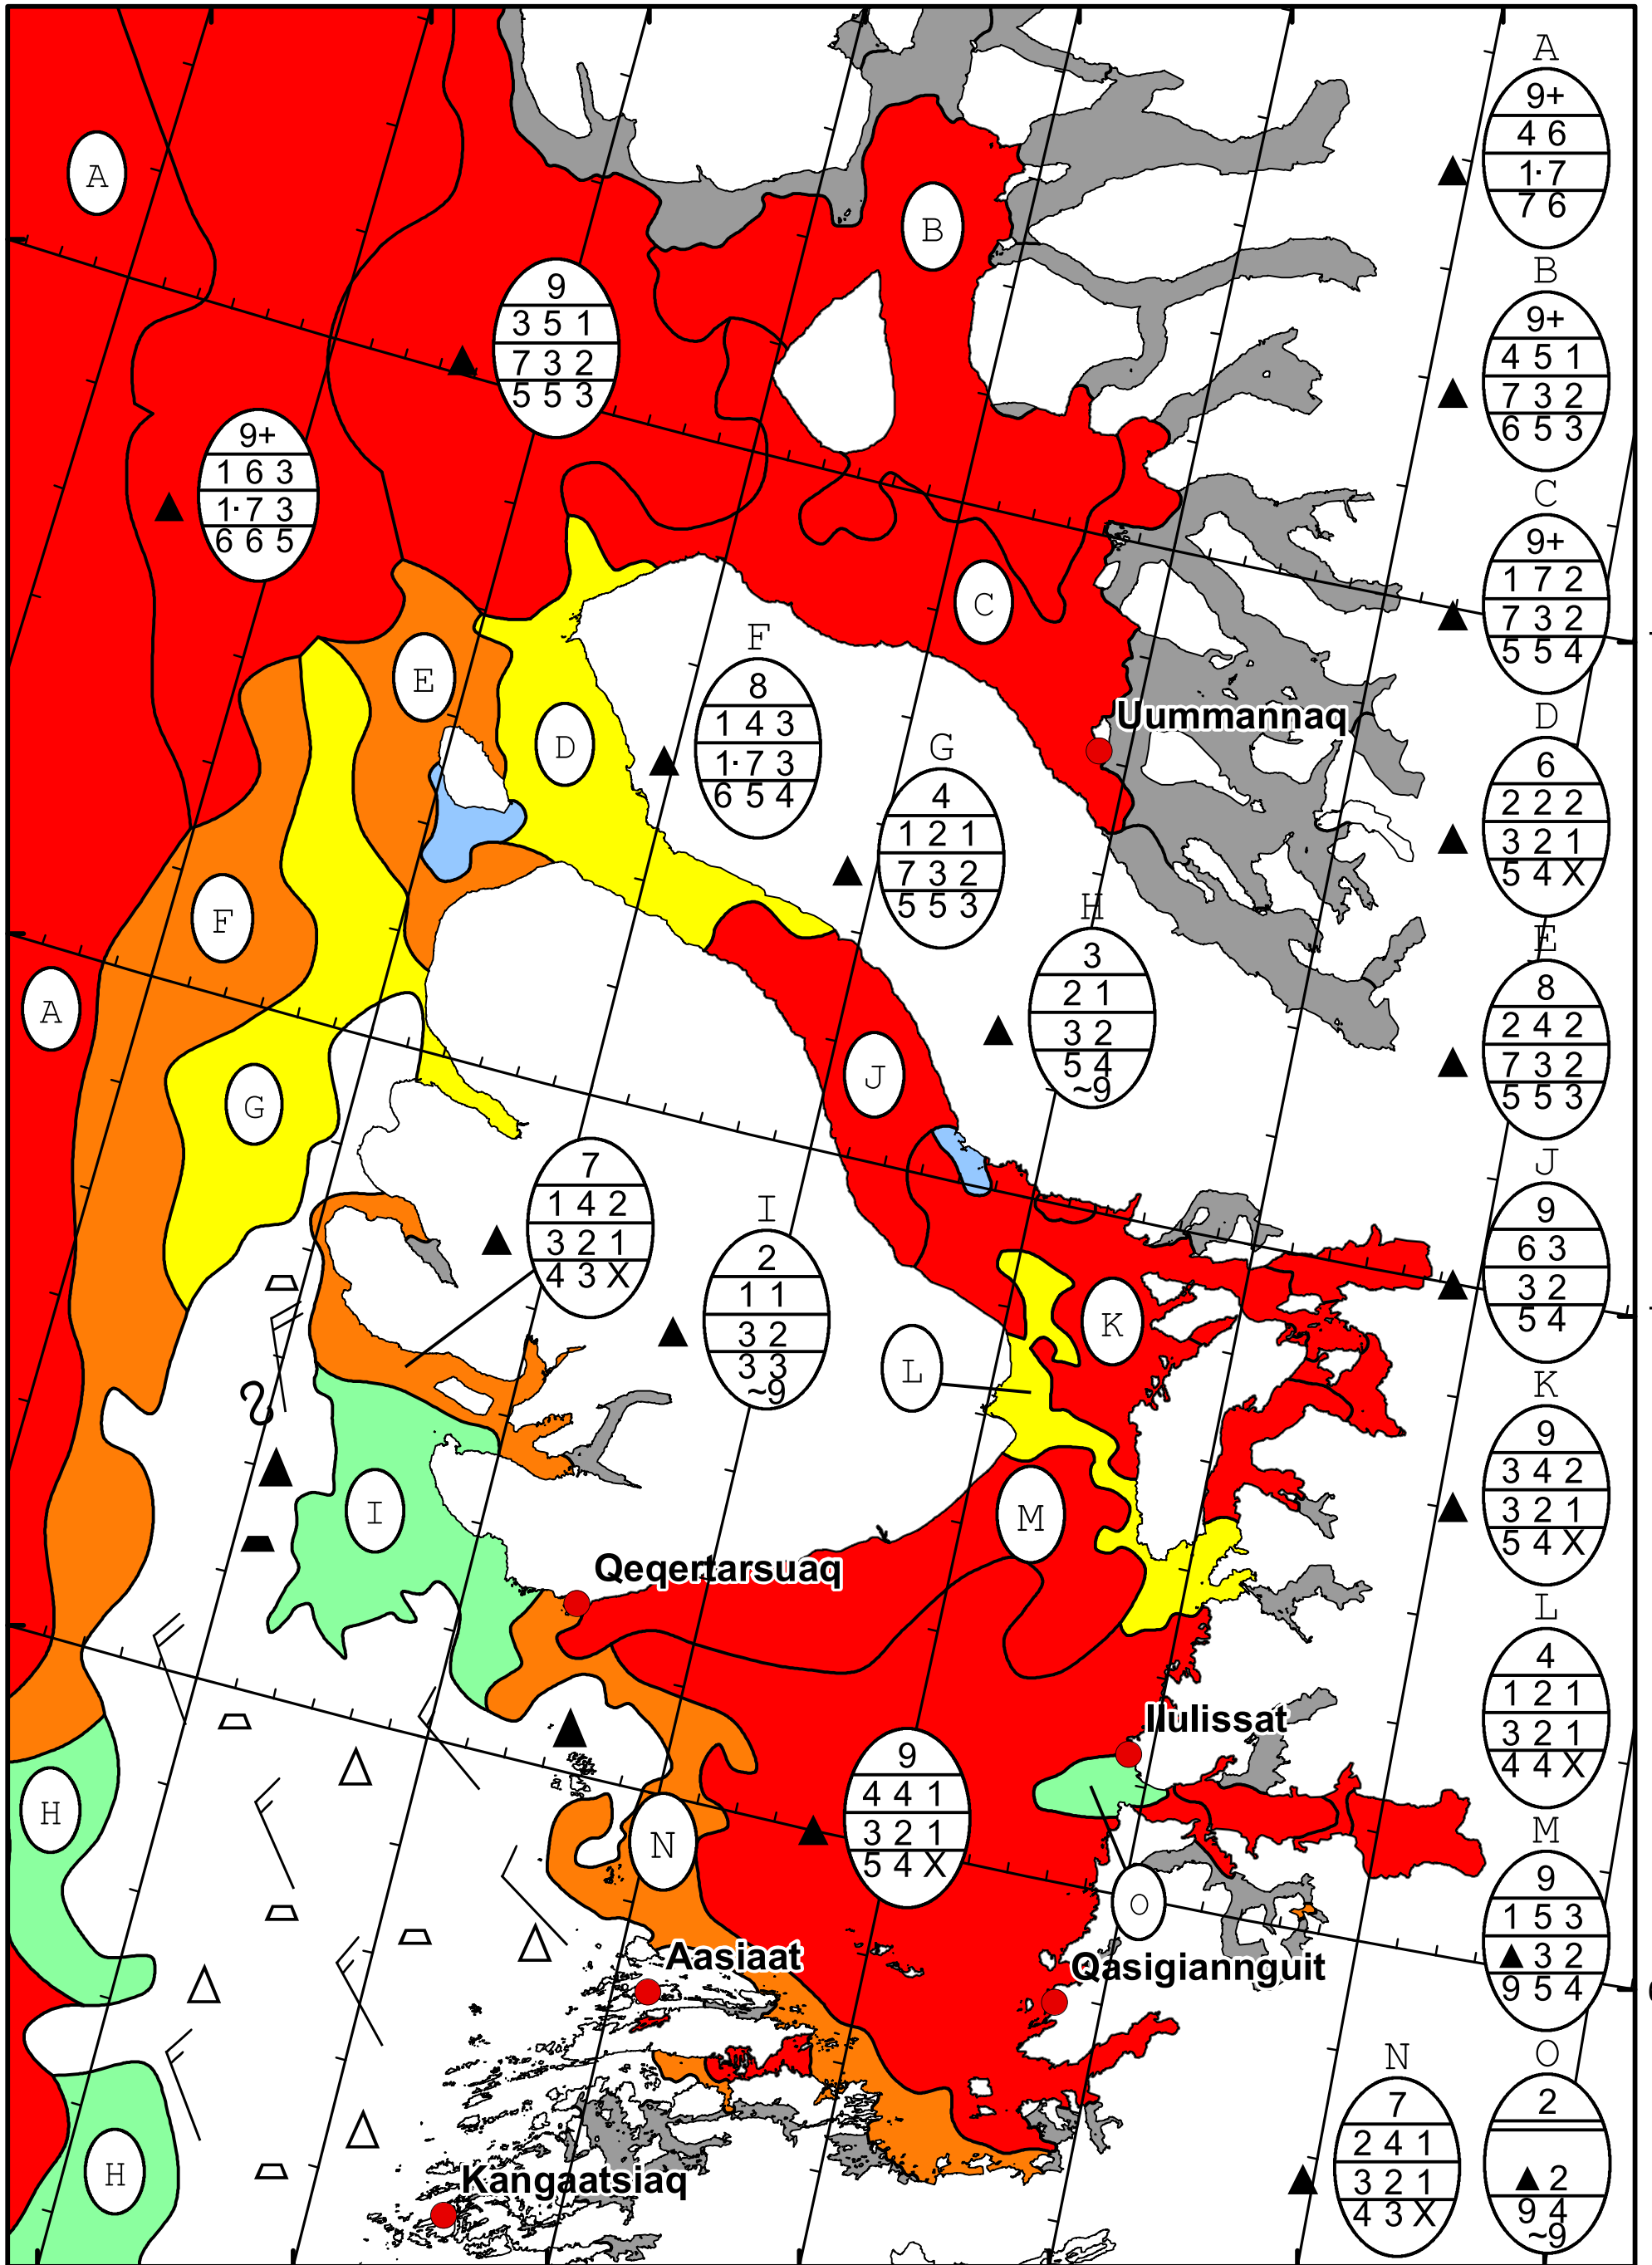 A
9+
4 6
1· 7
7 6
B
9+
4 5 1
7 3 2
6 5 3
C
9+
1 7 2
7 3 2
5 5 4
D
6
2 2 2
3 2 1
5 4 X
E
8
2 4 2
7 3 2
5 5 3
J
9
6 3
3 2
5 4
K
9
3 4 2
3 2 1
5 4 X
L
4
1 2 1
3 2 1
4 4 X
M
9
1 5 3
▲ 3 2
9 5 4
N
7
2 4 1
3 2 1
4 3 X
O
2
▲ 2
9 4
~9
A
B
9
3 5 1
7 3 2
5 5 3
9+
1 6 3
1· 7 3
6 6 5
C
E
D
F
8
1 4 3
1· 7 3
6 5 4
Uummannaq
G
4
1 2 1
7 3 2
5 5 3
F
H
3
2 1
3 2
5 4
~9
A
J
G
7
1 4 2
3 2 1
4 3 X
I
2
1 1
3 2
3 3
~9
K
L
I
M
Qeqertarsuaq
Ilulissat
H
9
4 4 1
3 2 1
5 4 X
N
O
Aasiaat
Qasigiannguit
H
Kangaatsiaq